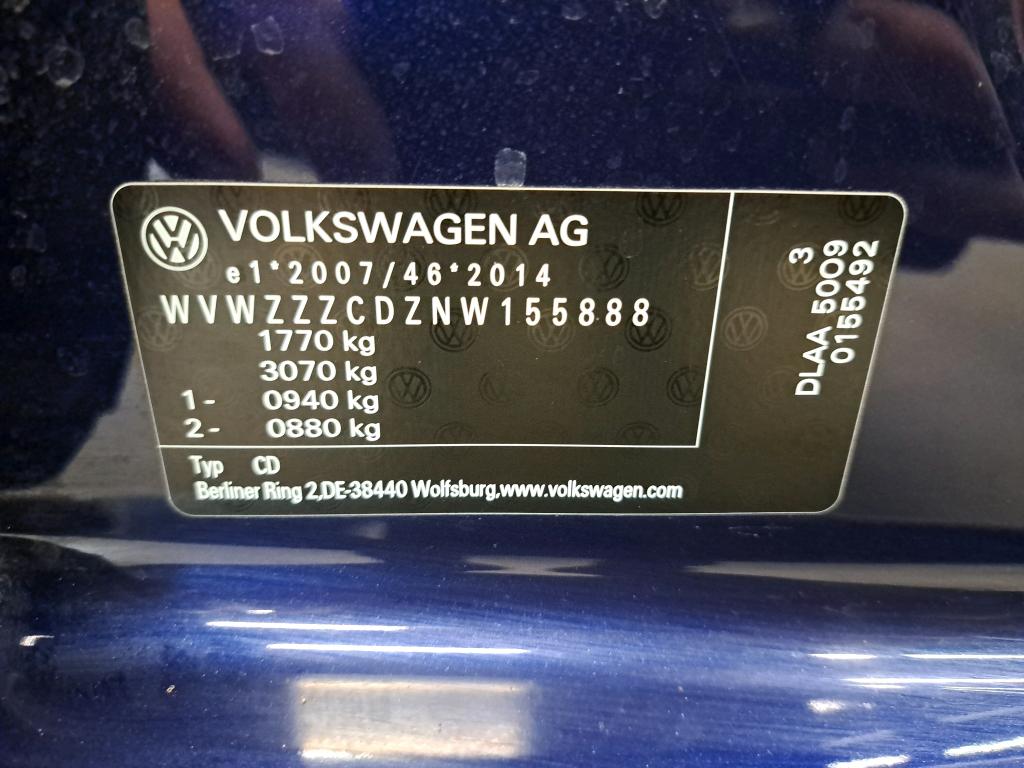 VOLKSWAGEN AG
e1*2007/46*2014
WVWZZZCDZNW155888
1770 kg
3070 kg
1- 0940 kg
2- 0880 kg
Typ CD
Berliner Ring 2,DE-38440 Wolfsburg,www.volkswagen.com
DLAA 5009 3
0155492